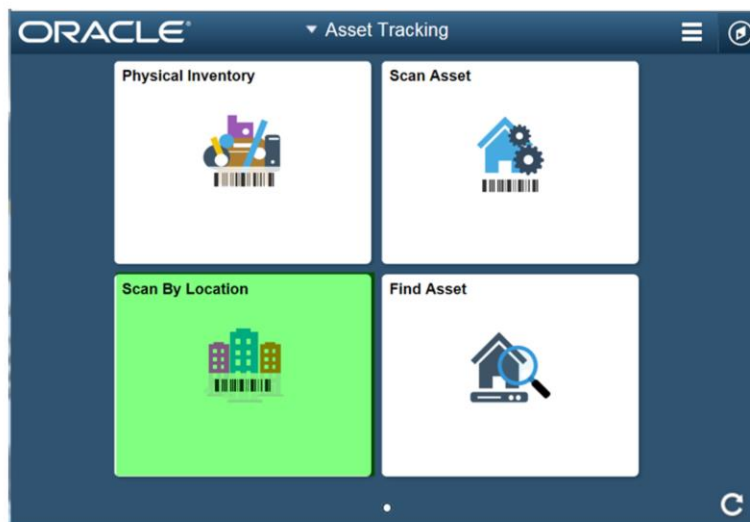 ORACLE®
Asset Tracking
Physical Inventory
Scan Asset
Scan By Location
Find Asset